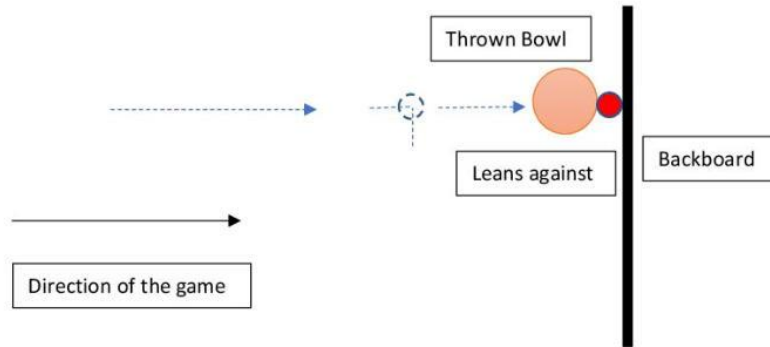 Thrown Bowl
Leans against
Backboard
Direction of the game